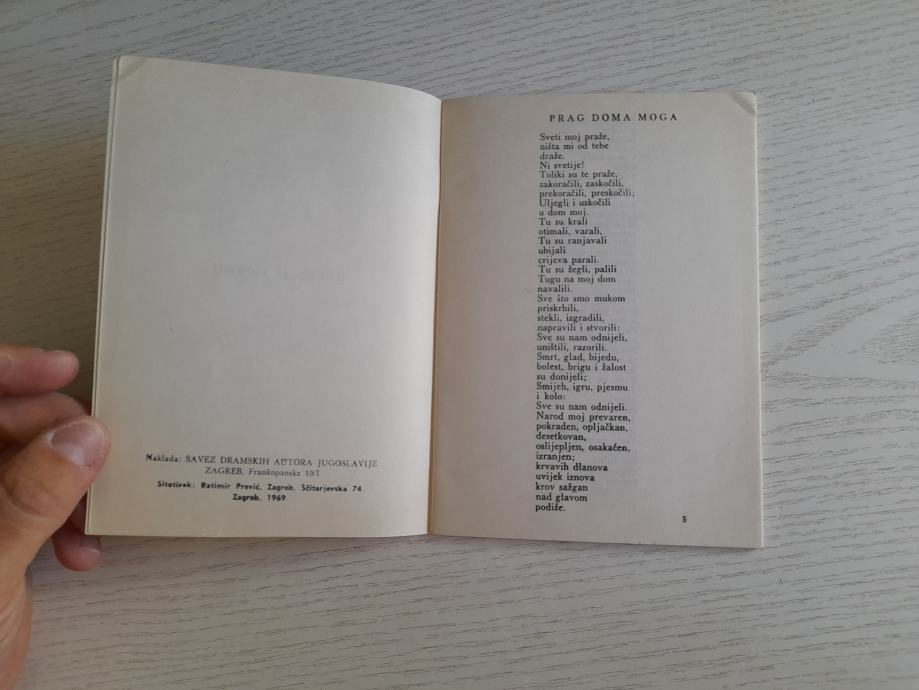 Naklada: SAVEZ DRAMSKIH AUTORA JUGOSLAVIJE
ZAGREB, Frankopanska 10/I
Sitotisak: Ratimir Prević, Zagreb, Ščitarjevska 74.
Zagreb, 1969.
PRAG DOMA MOGA
Sveti moj praže,
ništa mi od tebe
draže.
Ni svetije!
Toliki su te praže,
zakoračili, zaskočili,
prekoračili, preskočili;
Uljegli i uskočili
u dom moj.
Tu su krali
otimali, varali,
Tu su ranjavali
ubijali
crijeva parali.
Tu su žegli, palili
Tugu na moj dom
navalili.
Sve što smo mukom
priskrbili,
stekli, izgradili,
napravili i stvorili:
Sve su nam odnijeli,
uništili, razorili.
Smrt, glad, bijedu,
bolest, brigu i žalost
su donijeli;
Smijeh, igru, pjesmu
i kolo:
Sve su nam odnijeli.
Narod moj prevaren,
pokraden, opljačkan,
desetkovan,
oslijepljen, osakaćen,
izranjen;
krvavih dlanova
uvijek iznova
krov sažgan
nad glavom
podiže.
5